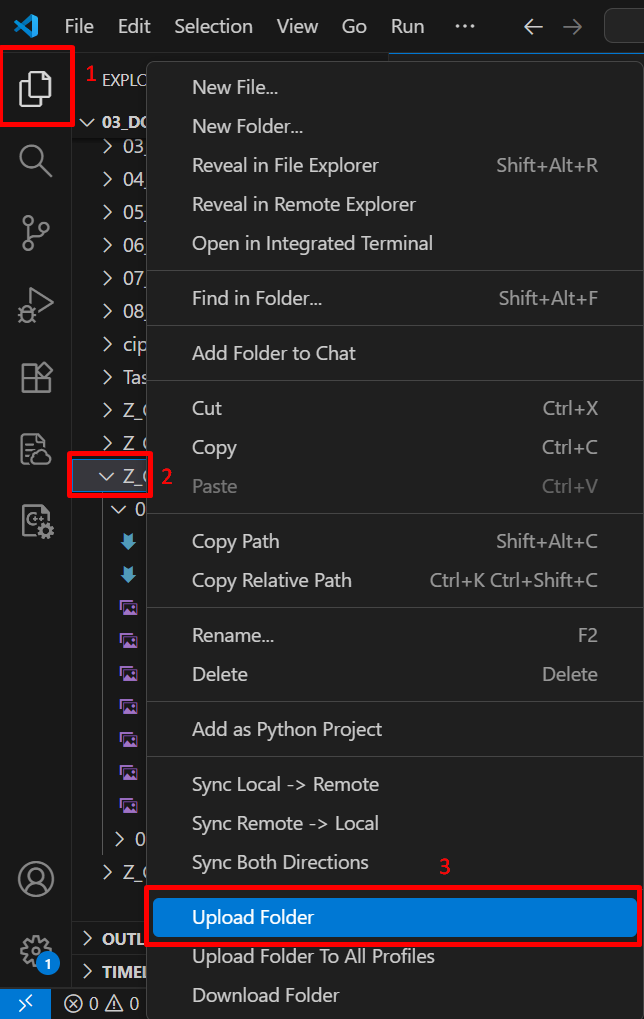 File Edit Selection View Go Run ...
1
EXPLO
03_DO
03_
04_
05_
06_
07_
08_
cip
Tas
Z_
Z_
2
Z_
0
0
Z_
OUTL
TIMEL
1
0 0
New File...
New Folder...
Reveal in File Explorer Shift+Alt+R
Reveal in Remote Explorer
Open in Integrated Terminal
Find in Folder... Shift+Alt+F
Add Folder to Chat
Cut Ctrl+X
Copy Ctrl+C
Paste Ctrl+V
Copy Path Shift+Alt+C
Copy Relative Path Ctrl+K Ctrl+Shift+C
Rename... F2
Delete Delete
Add as Python Project
Sync Local -> Remote
Sync Remote -> Local
Sync Both Directions
3
Upload Folder
Upload Folder To All Profiles
Download Folder